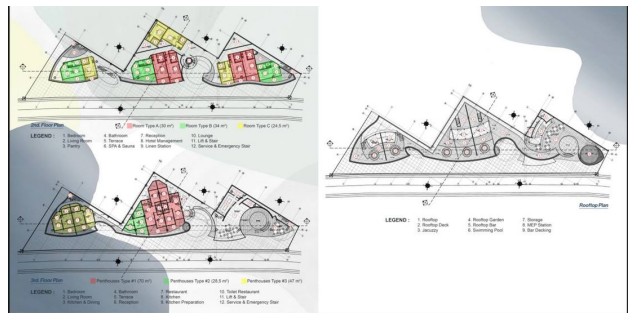 2nd. Floor Plan
Room Type A (30 m²) Room Type B (34 m²) Room Type C (24,5 m²)
LEGEND :
1. Bedroom 4. Bathroom 7. Reception 10. Lounge
2. Living Room 5. Terrace 8. Hotel Management 11. Lift & Stair
3. Pantry 6. SPA & Sauna 9. Linen Station 12. Service & Emergency Stair
3rd. Floor Plan
Penthouses Type #1 (70 m²) Penthouses Type #2 (28,5 m²) Penthouses Type #3 (47 m²)
LEGEND :
1. Bedroom 4. Bathroom 7. Restaurant 10. Toilet Restaurant
2. Living Room 5. Terrace 8. Kitchen 11. Lift & Stair
3. Kitchen & Dining 6. Reception 9. Kitchen Preparation 12. Service & Emergency Stair
Rooftop Plan
LEGEND :
1. Rooftop 4. Rooftop Garden 7. Storage
2. Rooftop Deck 5. Rooftop Bar 8. MEP Station
3. Jacuzzy 6. Swimming Pool 9. Bar Decking